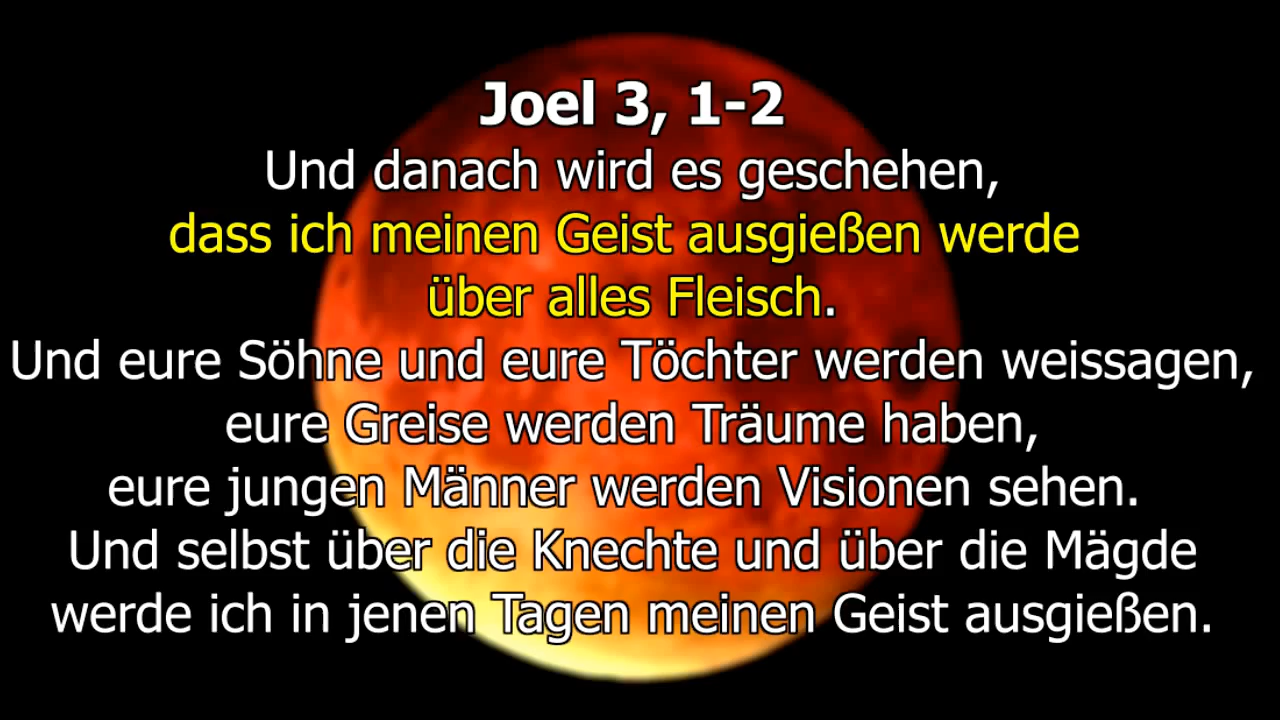 Joel 3, 1-2
Und danach wird es geschehen,
dass ich meinen Geist ausgießen werde
über alles Fleisch.
Und eure Söhne und eure Töchter werden weissagen,
eure Greise werden Träume haben,
eure jungen Männer werden Visionen sehen.
Und selbst über die Knechte und über die Mägde
werde ich in jenen Tagen meinen Geist ausgießen.